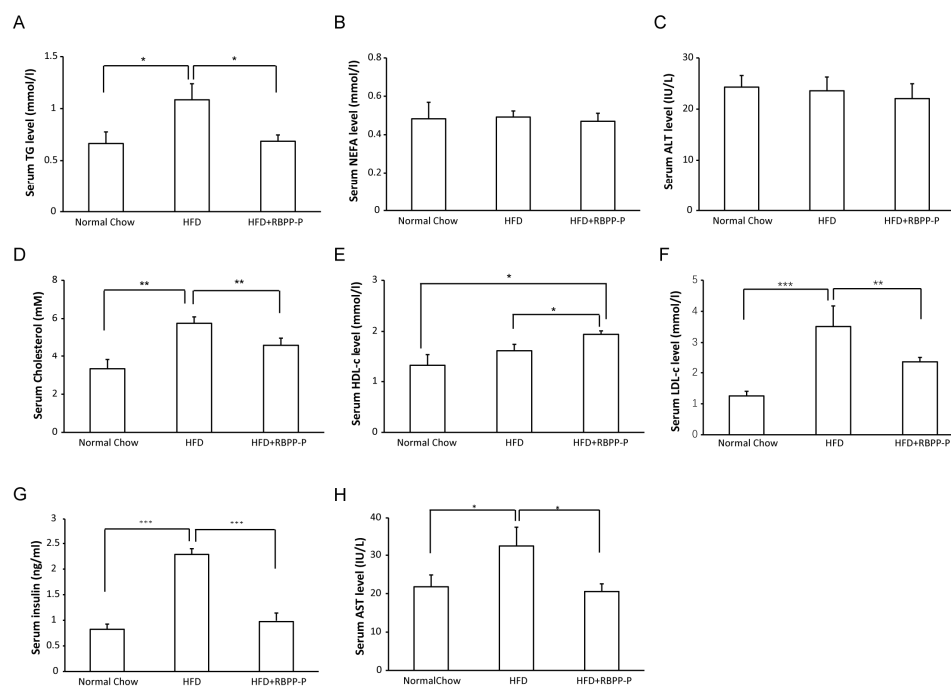 A
Serum TG level (mmol/l)
1.5
1
0.5
0
*
*
Normal Chow
HFD
HFD+RBPP-P
B
Serum NEFA level (mmol/l)
0.8
0.6
0.4
0.2
0.0
Normal Chow
HFD
HFD+RBPP-P
C
Serum ALT level (IU/L)
30
20
10
0
Normal Chow
HFD
HFD+RBPP-P
D
Serum Cholesterol (mM)
8
6
4
2
0
**
**
Normal Chow
HFD
HFD+RBPP-P
E
Serum HDL-c level (mmol/l)
3
2
1
0
*
*
Normal Chow
HFD
HFD+RBPP-P
F
Serum LDL-c level (mmol/l)
5
4
3
2
1
0
***
**
Normal Chow
HFD
HFD+RBPP-P
G
Serum insulin (ng/ml)
3
2.5
2
1.5
1
0.5
0
***
***
Normal Chow
HFD
HFD+RBPP-P
H
Serum AST level (IU/L)
40
30
20
10
0
*
*
NormalChow
HFD
HFD+RBPP-P